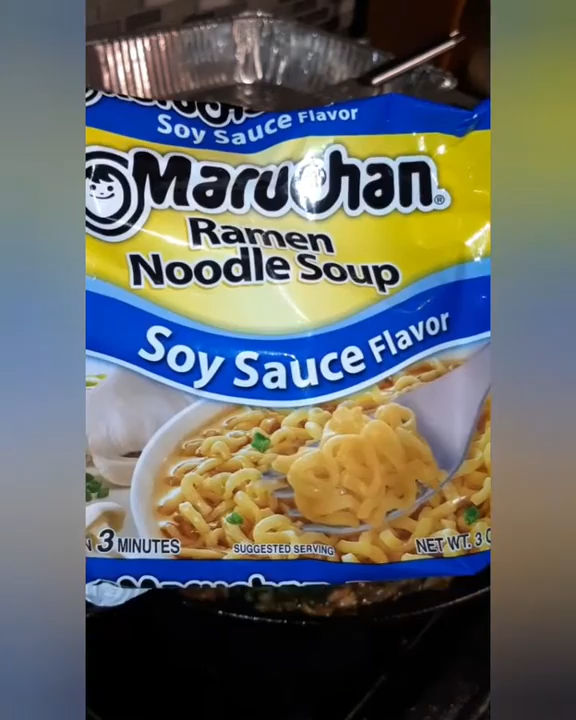 Soy Sauce Flavor
Maruchan®
Ramen
Noodle Soup
Soy Sauce Flavor
3 MINUTES
SUGGESTED SERVING
NET WT. 3